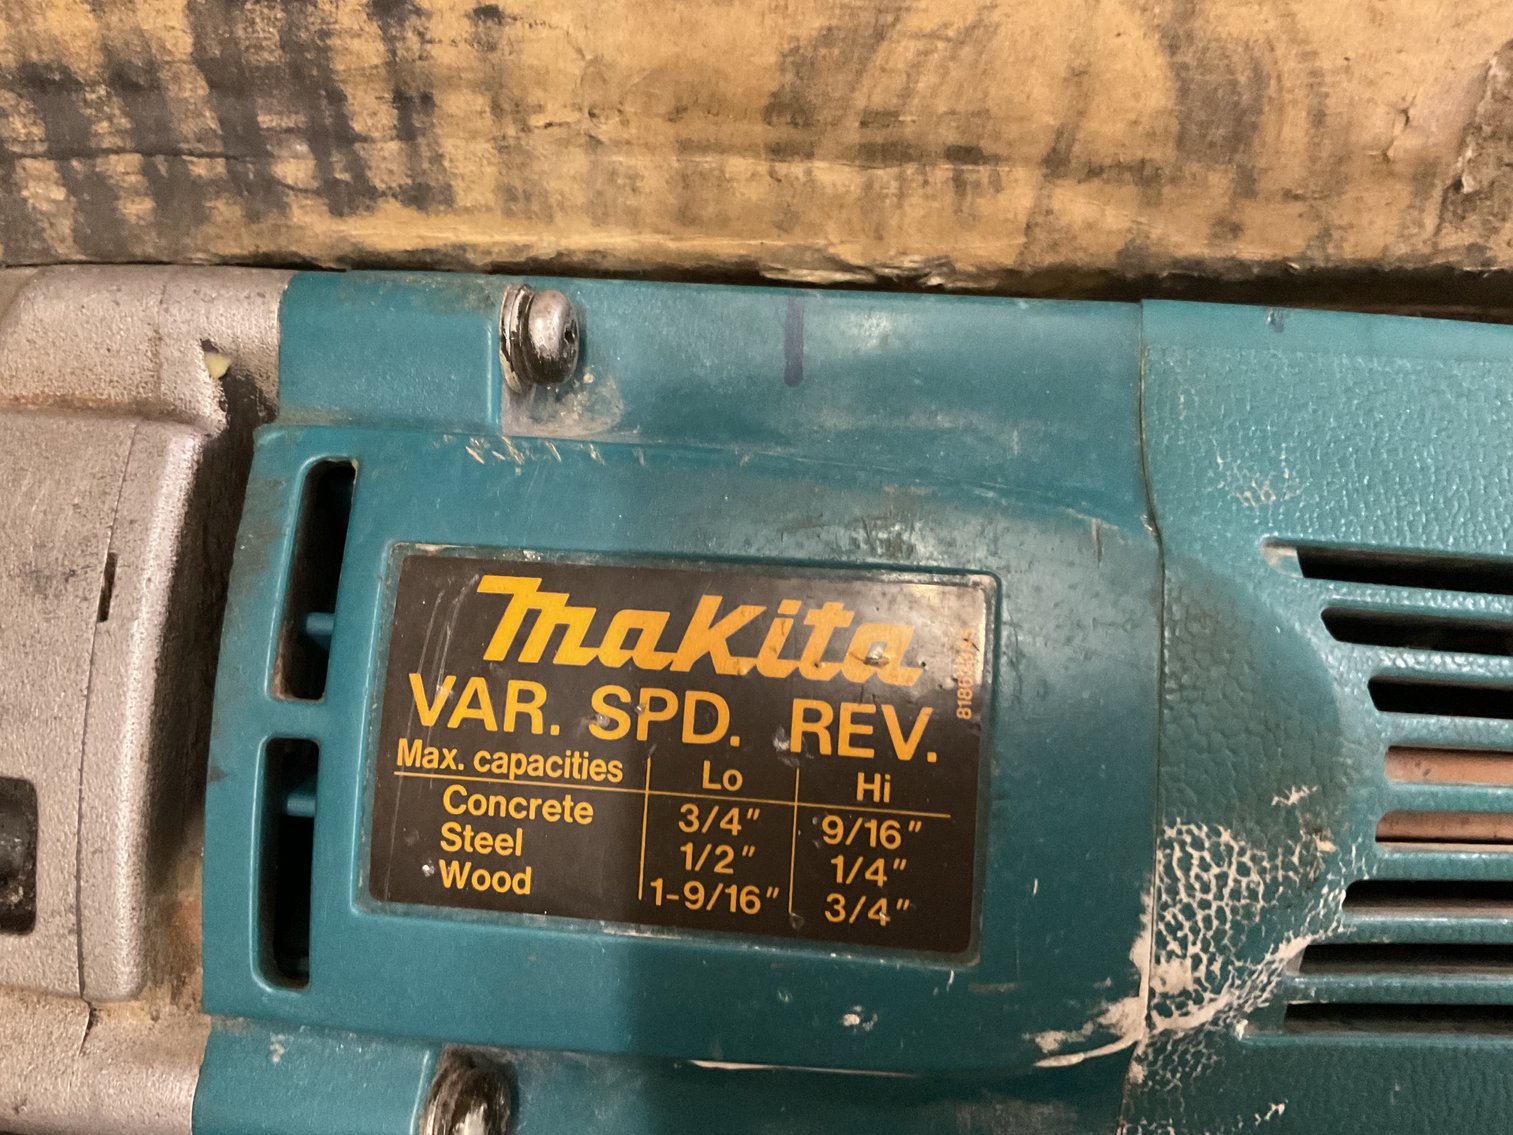 Makita
VAR. SPD. REV.
Max. capacities Lo Hi
Concrete 3/4" 9/16"
Steel 1/2" 1/4"
Wood 1-9/16" 3/4"